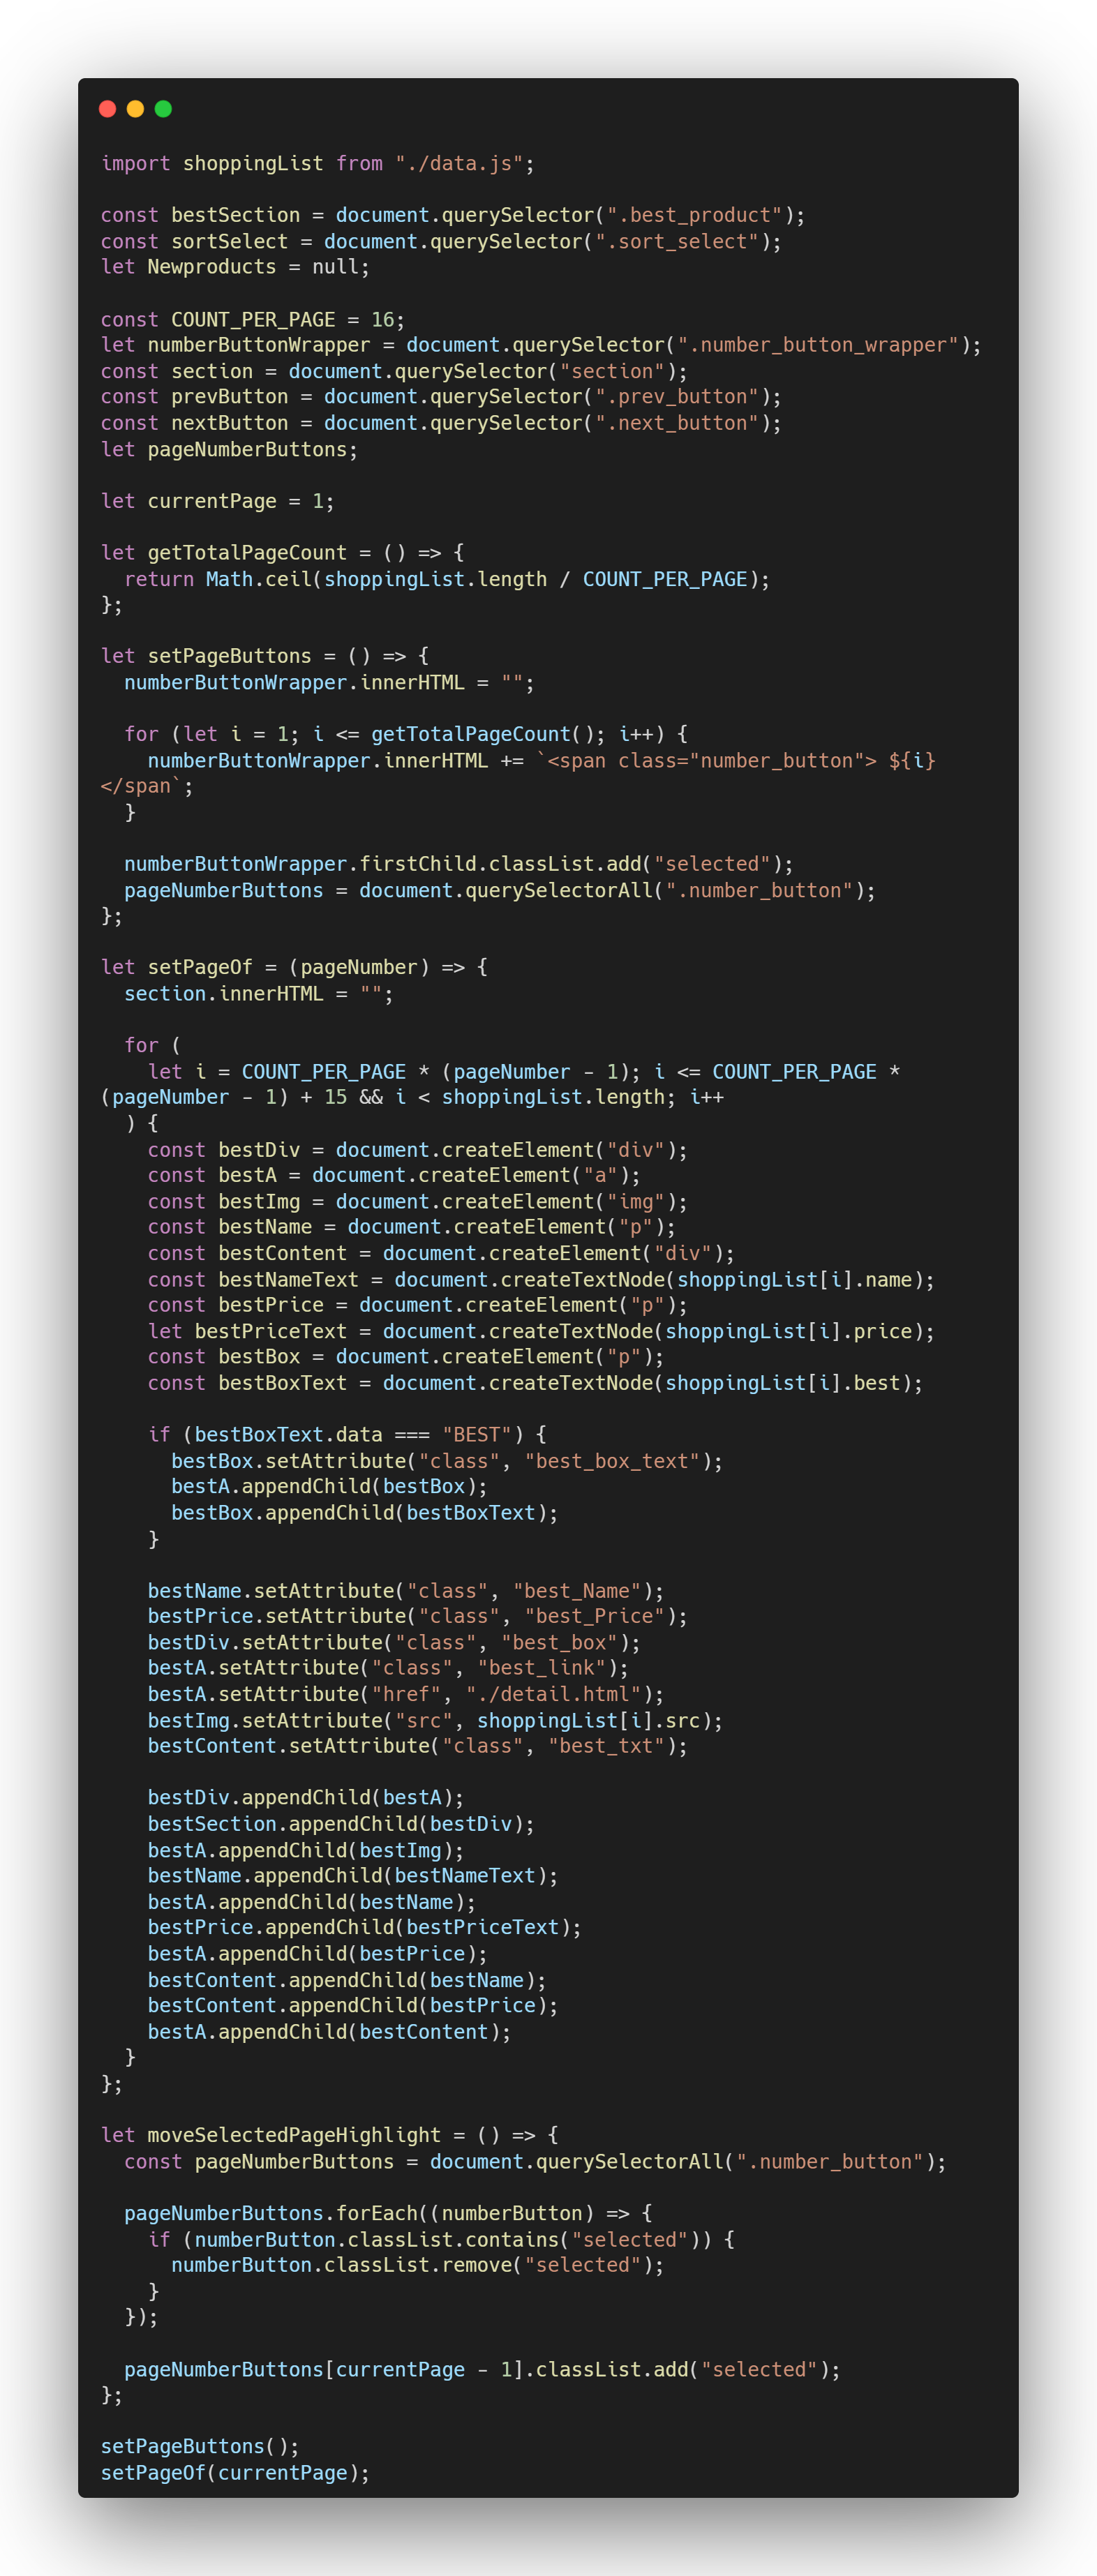 import shoppingList from "./data.js";

const bestSection = document.querySelector(".best_product");
const sortSelect = document.querySelector(".sort_select");
let Newproducts = null;

const COUNT_PER_PAGE = 16;
let numberButtonWrapper = document.querySelector(".number_button_wrapper");
const section = document.querySelector("section");
const prevButton = document.querySelector(".prev_button");
const nextButton = document.querySelector(".next_button");
let pageNumberButtons;

let currentPage = 1;

let getTotalPageCount = () => {
  return Math.ceil(shoppingList.length / COUNT_PER_PAGE);
};

let setPageButtons = () => {
  numberButtonWrapper.innerHTML = "";

  for (let i = 1; i <= getTotalPageCount(); i++) {
    numberButtonWrapper.innerHTML += `<span class="number_button"> ${i}
</span`;
  }

  numberButtonWrapper.firstChild.classList.add("selected");
  pageNumberButtons = document.querySelectorAll(".number_button");
};

let setPageOf = (pageNumber) => {
  section.innerHTML = "";

  for (
    let i = COUNT_PER_PAGE * (pageNumber - 1); i <= COUNT_PER_PAGE *
(pageNumber - 1) + 15 && i < shoppingList.length; i++
  ) {
    const bestDiv = document.createElement("div");
    const bestA = document.createElement("a");
    const bestImg = document.createElement("img");
    const bestName = document.createElement("p");
    const bestContent = document.createElement("div");
    const bestNameText = document.createTextNode(shoppingList[i].name);
    const bestPrice = document.createElement("p");
    let bestPriceText = document.createTextNode(shoppingList[i].price);
    const bestBox = document.createElement("p");
    const bestBoxText = document.createTextNode(shoppingList[i].best);

    if (bestBoxText.data === "BEST") {
      bestBox.setAttribute("class", "best_box_text");
      bestA.appendChild(bestBox);
      bestBox.appendChild(bestBoxText);
    }

    bestName.setAttribute("class", "best_Name");
    bestPrice.setAttribute("class", "best_Price");
    bestDiv.setAttribute("class", "best_box");
    bestA.setAttribute("class", "best_link");
    bestA.setAttribute("href", "./detail.html");
    bestImg.setAttribute("src", shoppingList[i].src);
    bestContent.setAttribute("class", "best_txt");

    bestDiv.appendChild(bestA);
    bestSection.appendChild(bestDiv);
    bestA.appendChild(bestImg);
    bestName.appendChild(bestNameText);
    bestA.appendChild(bestName);
    bestPrice.appendChild(bestPriceText);
    bestA.appendChild(bestPrice);
    bestContent.appendChild(bestName);
    bestContent.appendChild(bestPrice);
    bestA.appendChild(bestContent);
  }
};

let moveSelectedPageHighlight = () => {
  const pageNumberButtons = document.querySelectorAll(".number_button");

  pageNumberButtons.forEach((numberButton) => {
    if (numberButton.classList.contains("selected")) {
      numberButton.classList.remove("selected");
    }
  });

  pageNumberButtons[currentPage - 1].classList.add("selected");
};

setPageButtons();
setPageOf(currentPage);